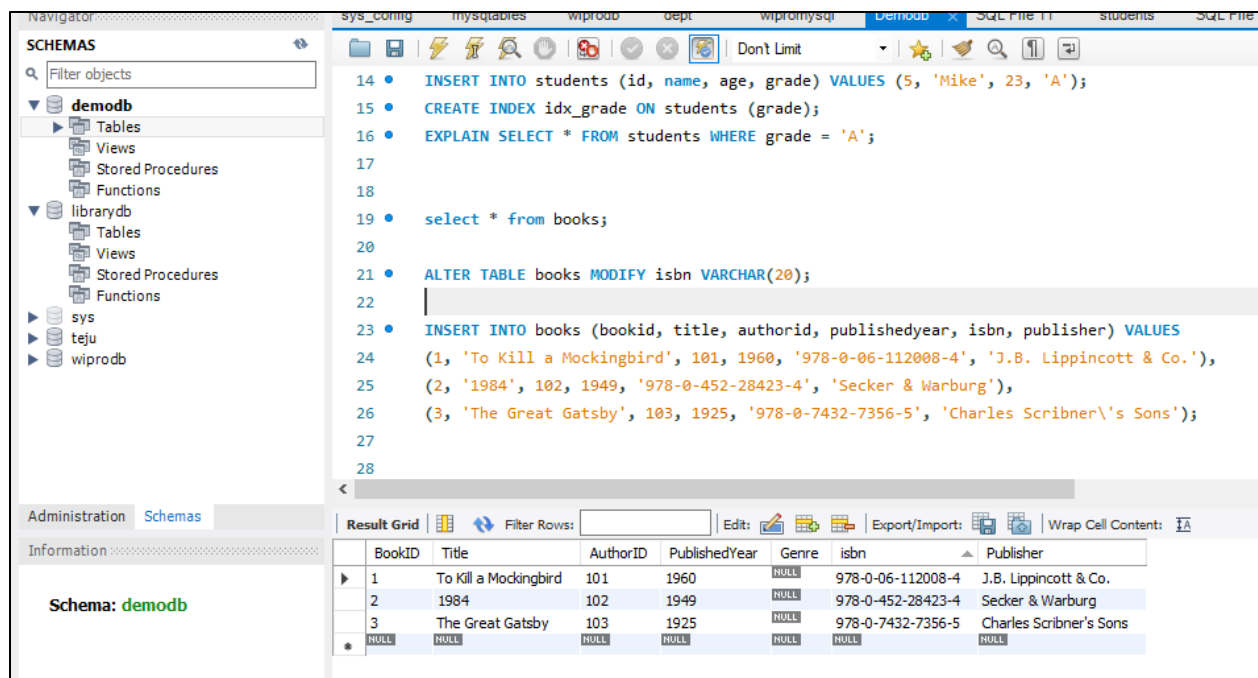 Navigator
sys_config mysqtables wiprodb dept wipromysql Demodb SQL File 11 students SQL File
SCHEMAS
Filter objects
demodb
Tables
Views
Stored Procedures
Functions
librarydb
Tables
Views
Stored Procedures
Functions
sys
teju
wiprodb
Administration Schemas
Information
Schema: demodb
Don't Limit
14 INSERT INTO students (id, name, age, grade) VALUES (5, 'Mike', 23, 'A');
15 CREATE INDEX idx_grade ON students (grade);
16 EXPLAIN SELECT * FROM students WHERE grade = 'A';
17
18
19 select * from books;
20
21 ALTER TABLE books MODIFY isbn VARCHAR(20);
22
23 INSERT INTO books (bookid, title, authorid, publishedyear, isbn, publisher) VALUES
24 (1, 'To Kill a Mockingbird', 101, 1960, '978-0-06-112008-4', 'J.B. Lippincott & Co.'),
25 (2, '1984', 102, 1949, '978-0-452-28423-4', 'Secker & Warburg'),
26 (3, 'The Great Gatsby', 103, 1925, '978-0-7432-7356-5', 'Charles Scribner\'s Sons');
27
28
Result Grid Filter Rows: Edit: Export/Import: Wrap Cell Content: IA
BookID Title AuthorID PublishedYear Genre isbn Publisher
1 To Kill a Mockingbird 101 1960 NULL 978-0-06-112008-4 J.B. Lippincott & Co.
2 1984 102 1949 NULL 978-0-452-28423-4 Secker & Warburg
3 The Great Gatsby 103 1925 NULL 978-0-7432-7356-5 Charles Scribner's Sons
NULL NULL NULL NULL NULL NULL NULL